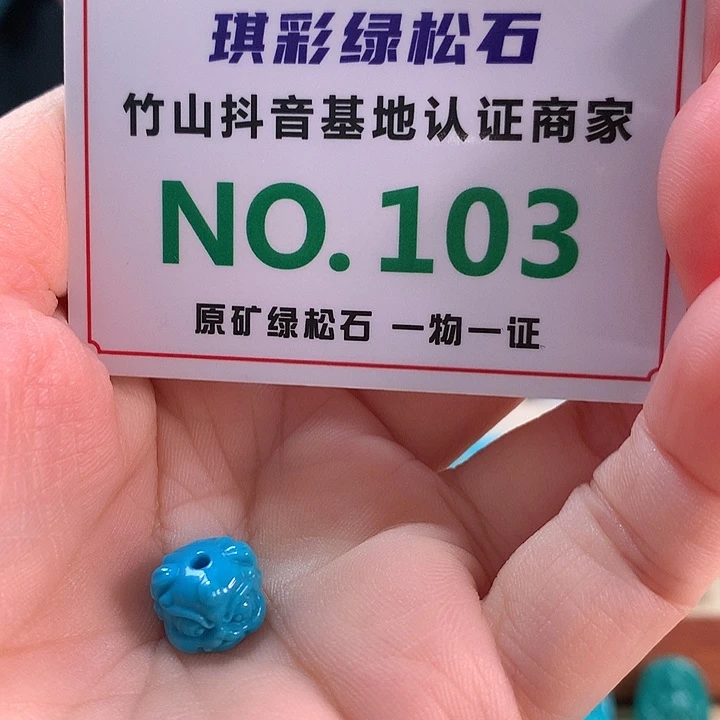 琪彩绿松石
竹山抖音基地认证商家
NO.103
原矿绿松石 一物一证